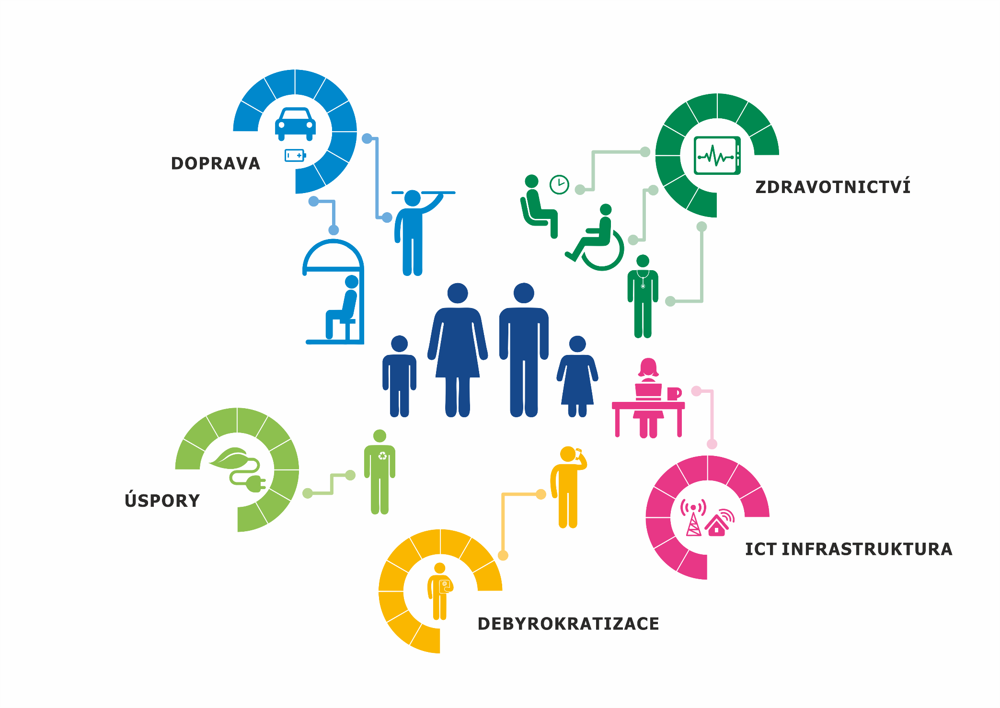 DOPRAVA
ZDRAVOTNICTVÍ
ÚSPORY
ICT INFRASTRUKTURA
@
DEBYROKRATIZACE